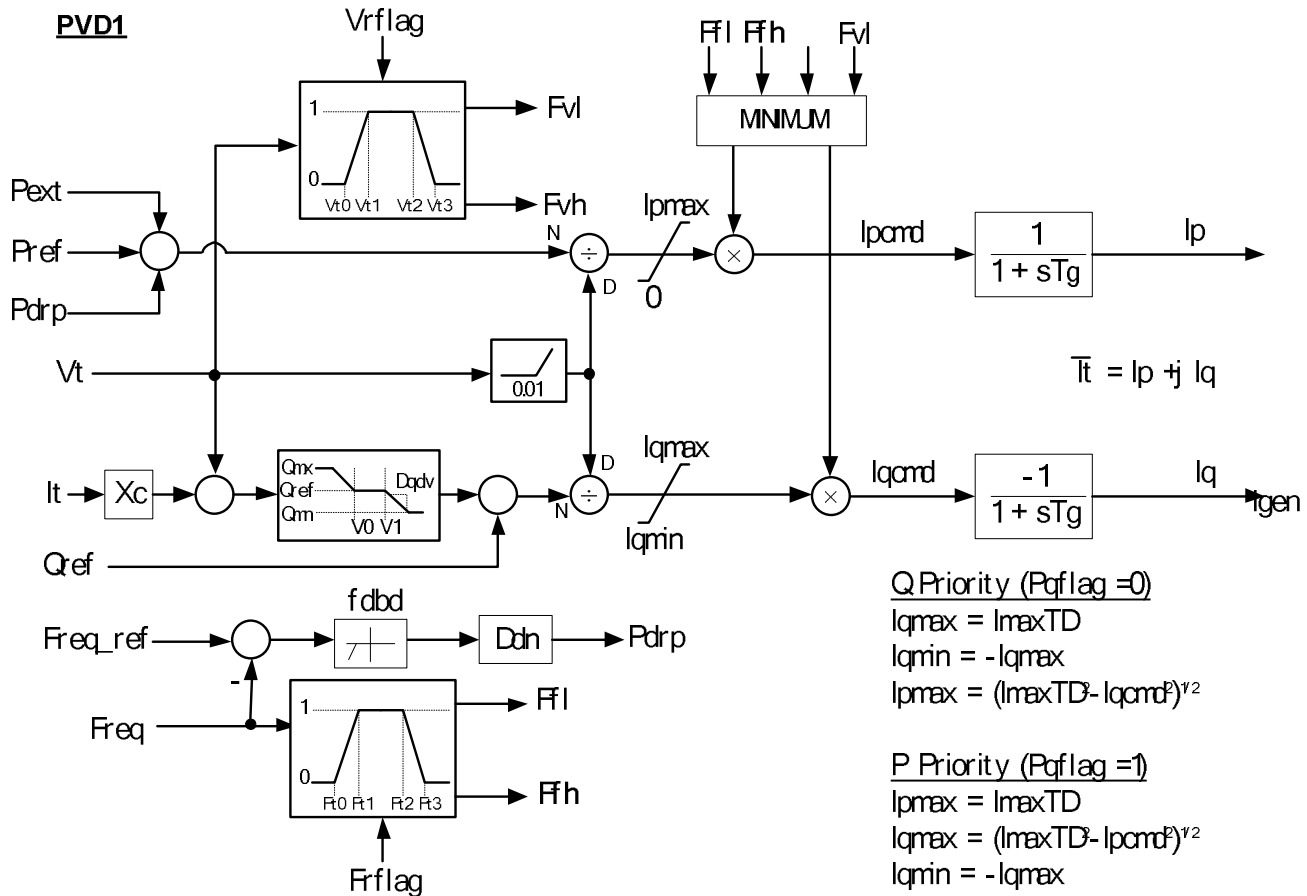 PVD1
Vrflag
Ffl Ffh Fvl
1
Fvl
MINIMUM
0
Vt0 Vt1 Vt2 Vt3
Fvh
Pext
Pref
Pdrp
N
÷
D
Ipmax
0
×
Ipcmd
1
1 + sTg
Ip
Vt
0.01
It = Ip +j Iq
It
Xc
Qmx
Qref
Qmn
Dqdv
V0 V1
D
N
÷
Iqmax
Iqmin
×
Iqcmd
-1
1 + sTg
Iq
Igen
Qref
Q Priority (Pqflag =0)
Iqmax = ImaxTD
Iqmin = -Iqmax
Ipmax = (ImaxTD²- Iqcmd²)¹ᐟ²
fdbd
Freq_ref
-
Ddn
Pdrp
Freq
1
0
Ft0 Ft1 Ft2 Ft3
Ffl
Ffh
Frflag
P Priority (Pqflag =1)
Ipmax = ImaxTD
Iqmax = (ImaxTD²- Ipcmd²)¹ᐟ²
Iqmin = -Iqmax